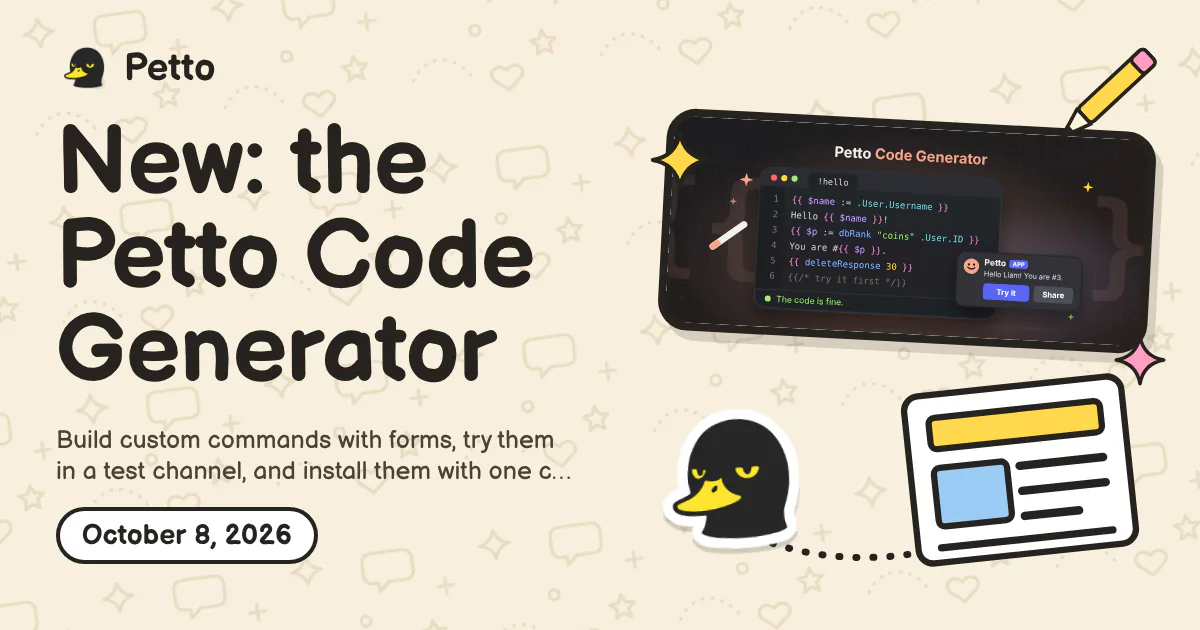 Petto
New: the
Petto Code
Generator
Build custom commands with forms, try them
in a test channel, and install them with one c...
October 8, 2026
Petto Code Generator
!hello
1 {{ $name := .User.Username }}
2 Hello {{ $name }}!
3 {{ $p := dbRank "coins" .User.ID }}
4 You are #{{ $p }}.
5 {{ deleteResponse 30 }}
6 {{/* try it first */}}
The code is fine.
Petto APP
Hello Liam! You are #3.
Try it Share